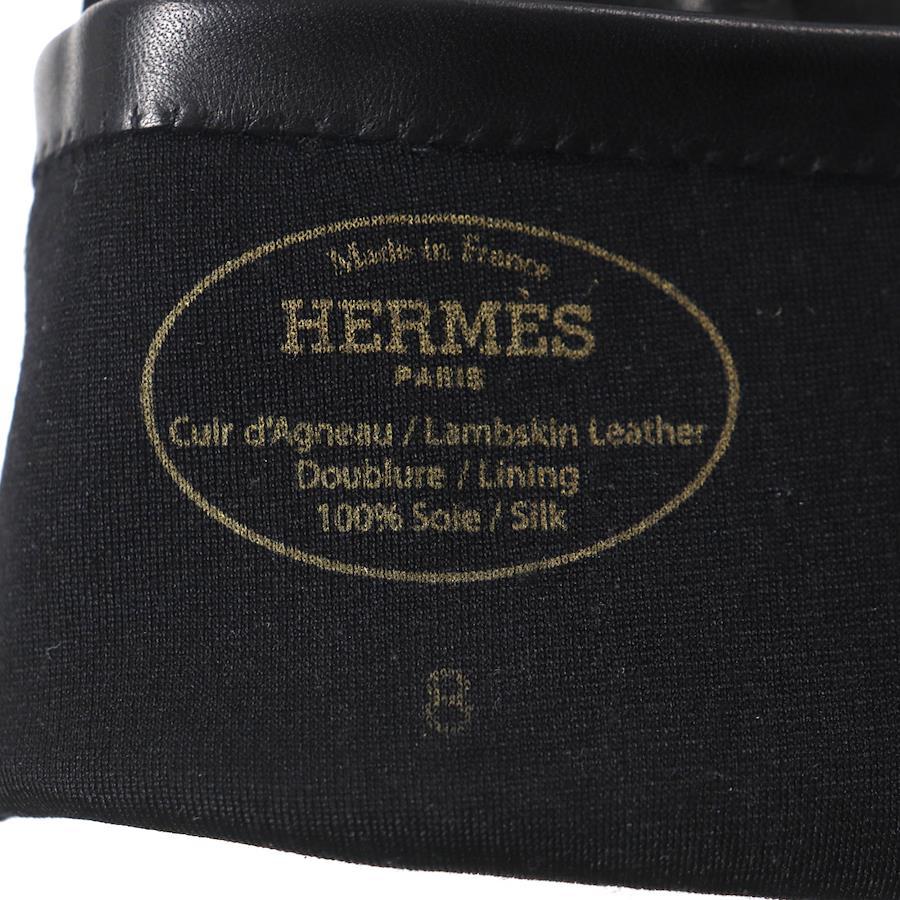 Made in France
HERMÈS
PARIS
Cuir d'Agneau / Lambskin Leather
Doublure / Lining
100% Soie / Silk
8